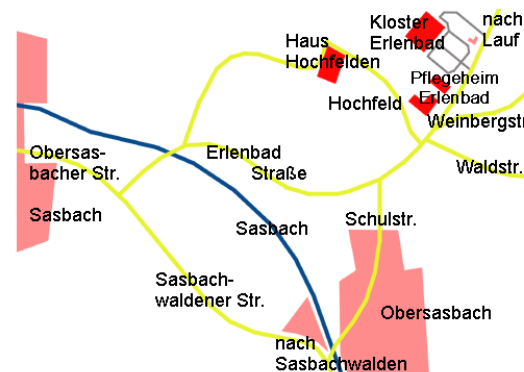 Kloster
Erlenbad
nach
Lauf
Haus
Hochfelden
Pflegeheim
Erlenbad
Hochfeld
Weinbergstr
Obersas-
bacher Str.
Erlenbad
Straße
Waldstr.
Sasbach
Sasbach
Schulstr.
Sasbach-
waldener Str.
Obersasbach
nach
Sasbachwalden